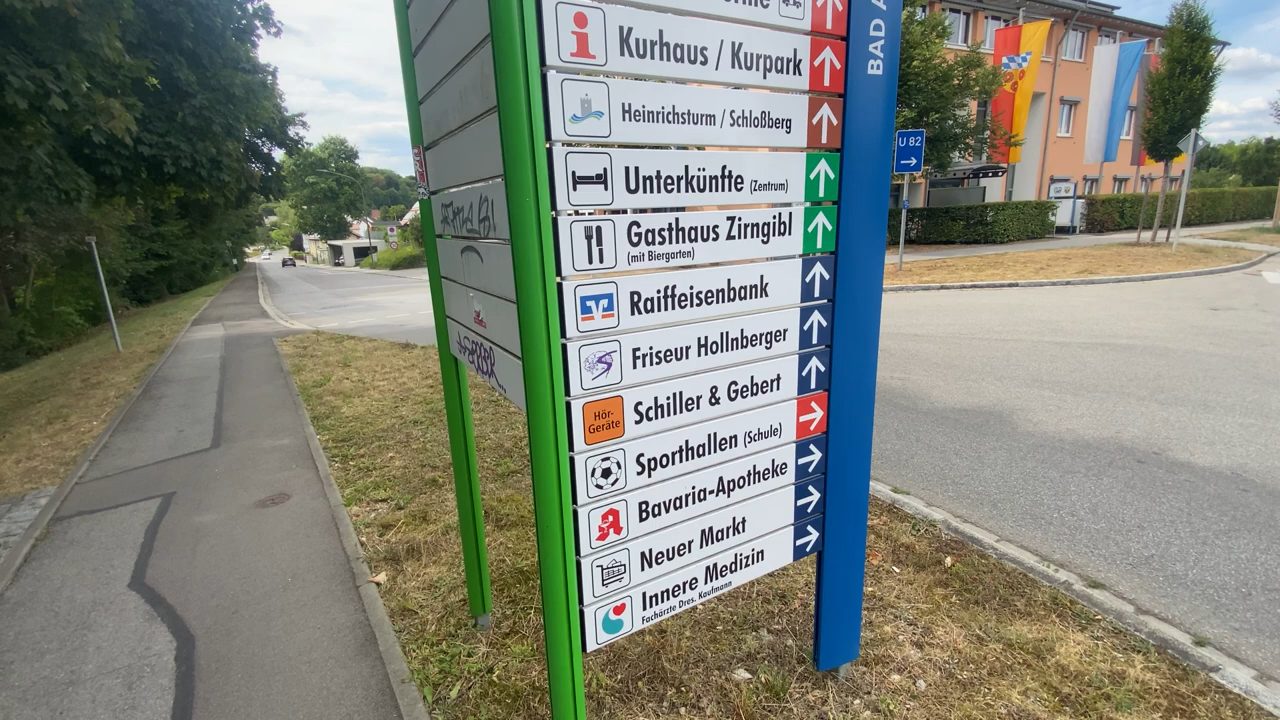 BAD A
Kurhaus / Kurpark
Heinrichsturm / Schloßberg
Unterkünfte (Zentrum)
Gasthaus Zirngibl
(mit Biergarten)
Raiffeisenbank
Friseur Hollnberger
Hör-
Geräte
Schiller & Gebert
Sporthallen (Schule)
Bavaria-Apotheke
Neuer Markt
Innere Medizin
Fachärzte Dres. Kaufmann
U 82